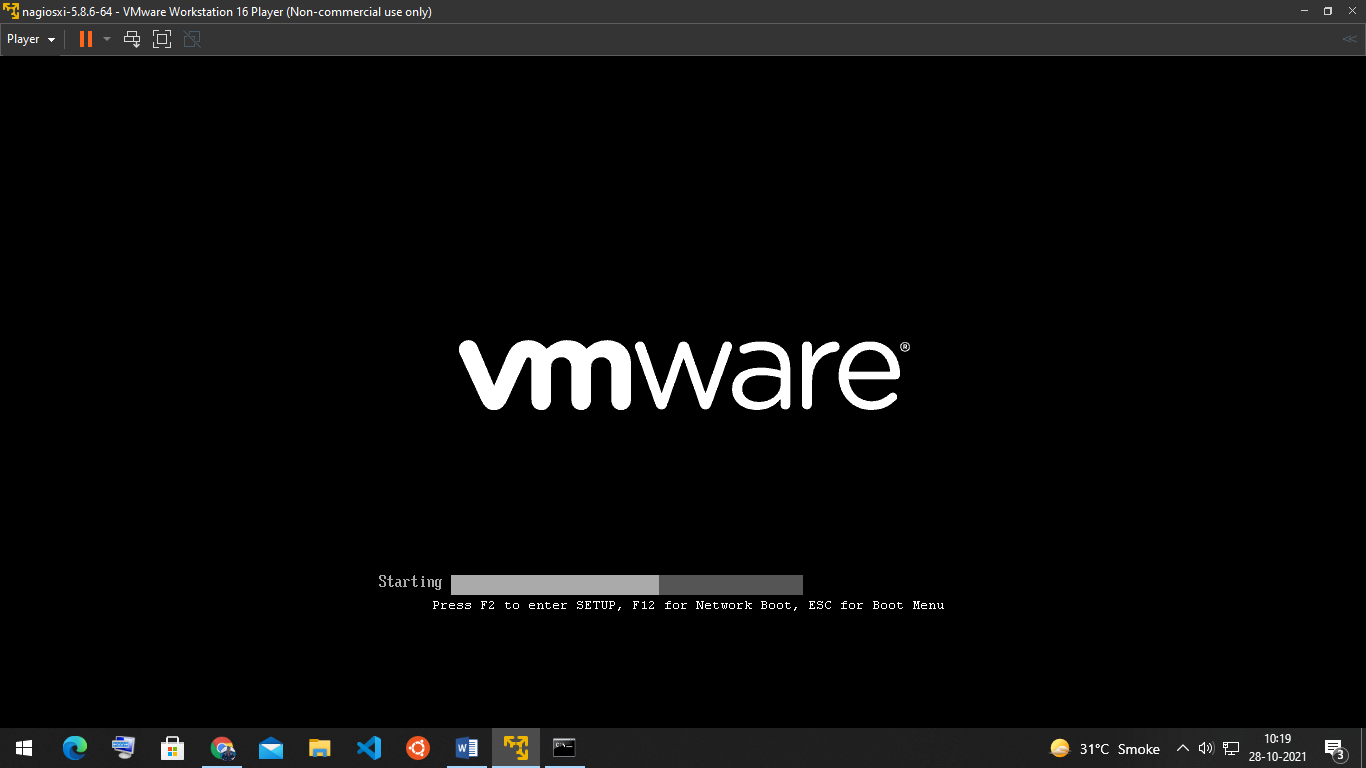 nagiosxi-5.8.6-64 - VMware Workstation 16 Player (Non-commercial use only)
Player
vmware®
Starting
Press F2 to enter SETUP, F12 for Network Boot, ESC for Boot Menu
31°C Smoke
10:19
28-10-2021
3